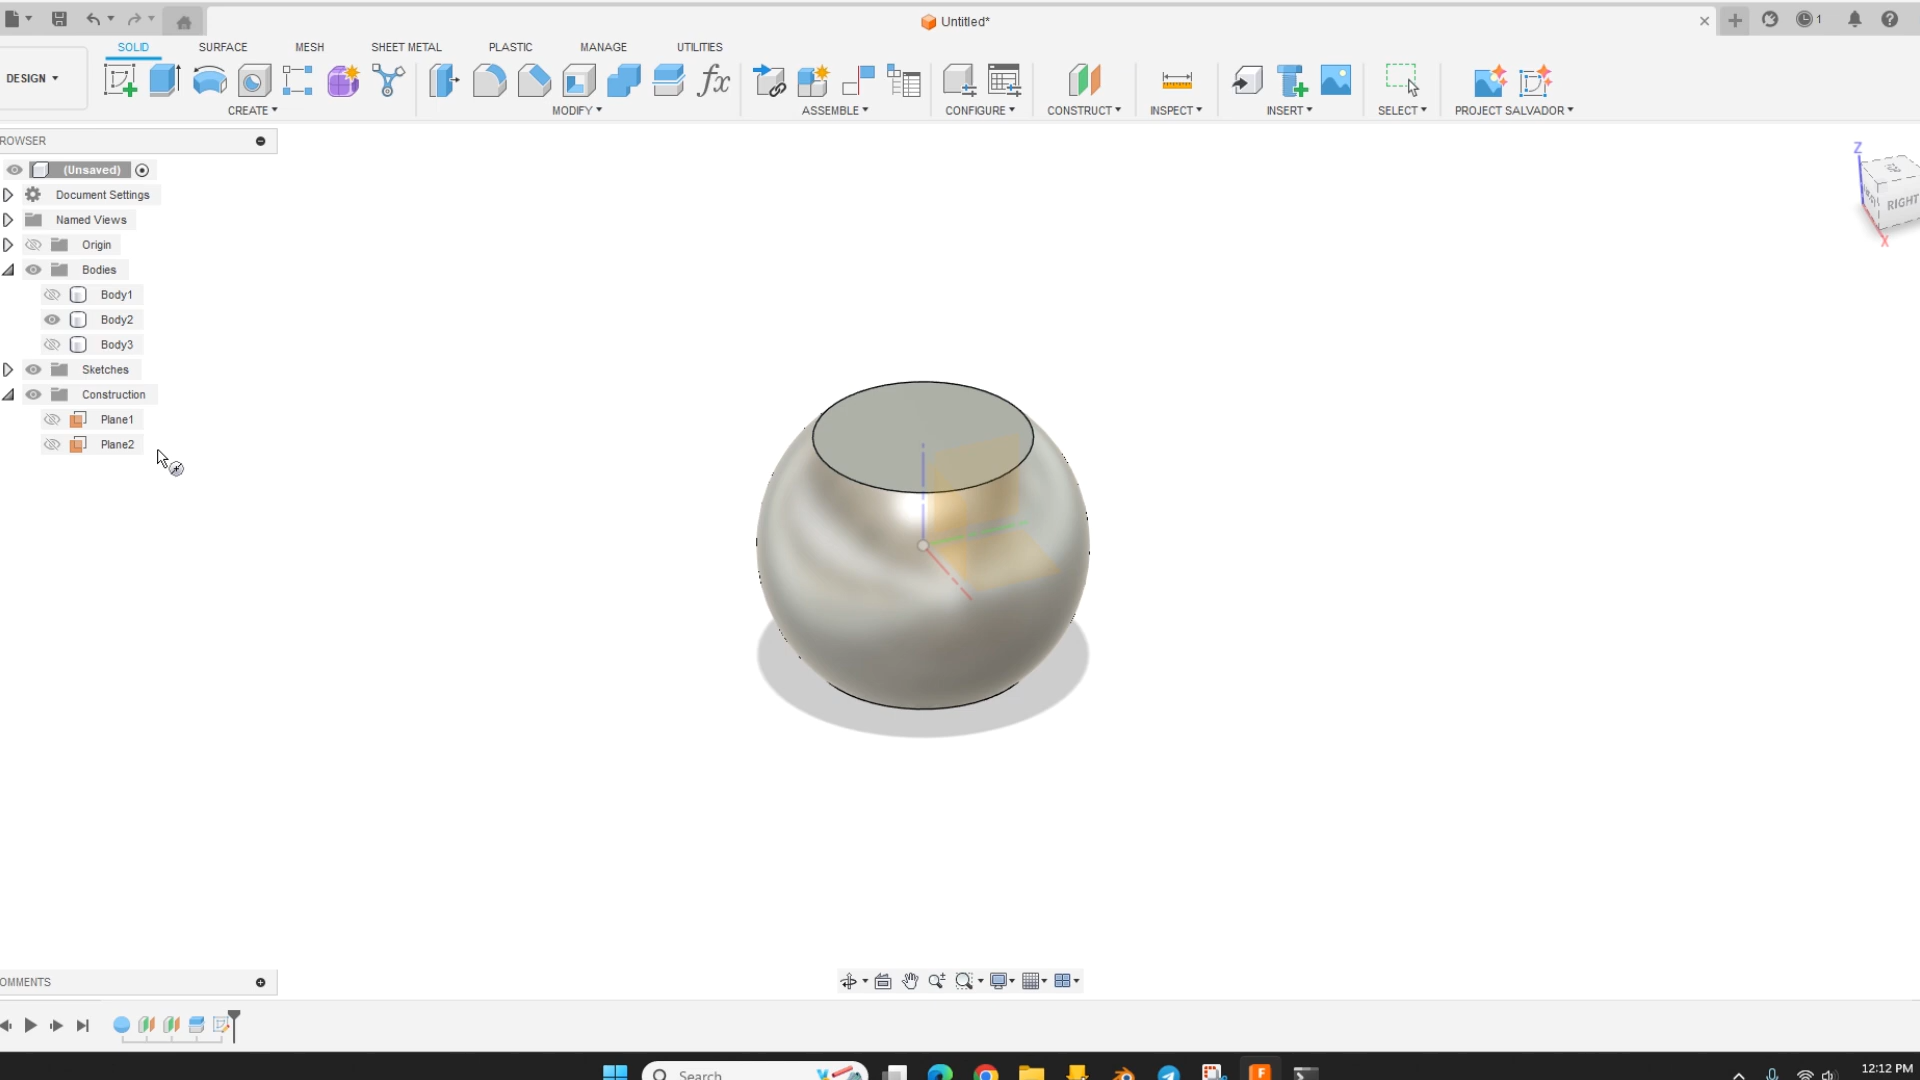 Untitled*
1
SOLID
SURFACE
MESH
SHEET METAL
PLASTIC
MANAGE
UTILITIES
DESIGN
CREATE
MODIFY
ASSEMBLE
CONFIGURE
CONSTRUCT
INSPECT
INSERT
SELECT
PROJECT SALVADOR
ROWSER
(Unsaved)
Document Settings
Named Views
Origin
Bodies
Body1
Body2
Body3
Sketches
Construction
Plane1
Plane2
Z
RIGHT
X
OMMENTS
Search
12:12 PM